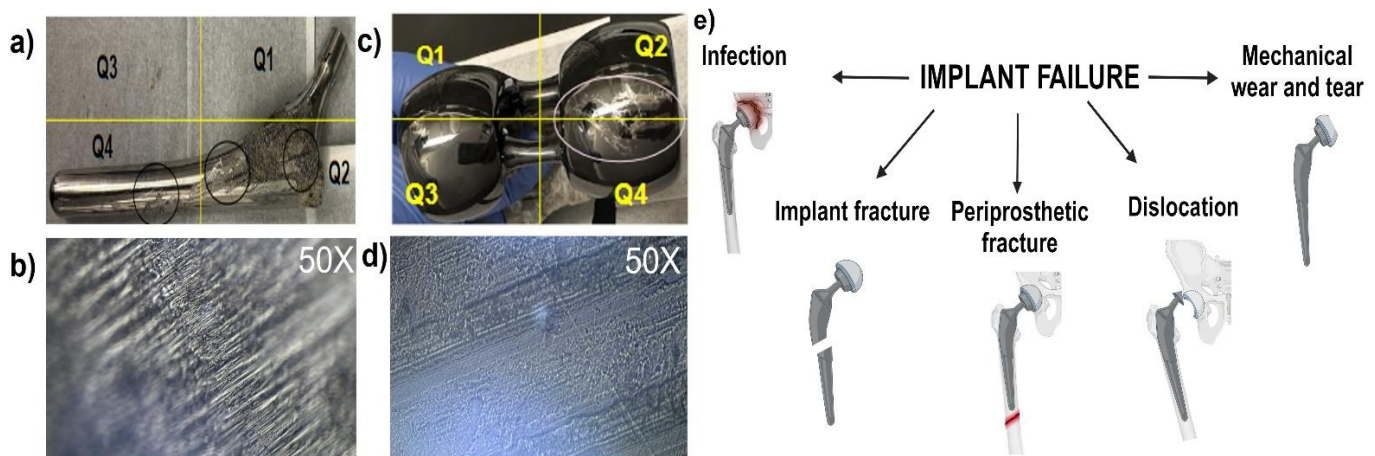 a)
Q3
Q1
Q4
Q2
b)
50X
c)
Q1
Q2
Q3
Q4
d)
50X
e)
IMPLANT FAILURE
Infection
Mechanical
wear and tear
Implant fracture
Periprosthetic
fracture
Dislocation